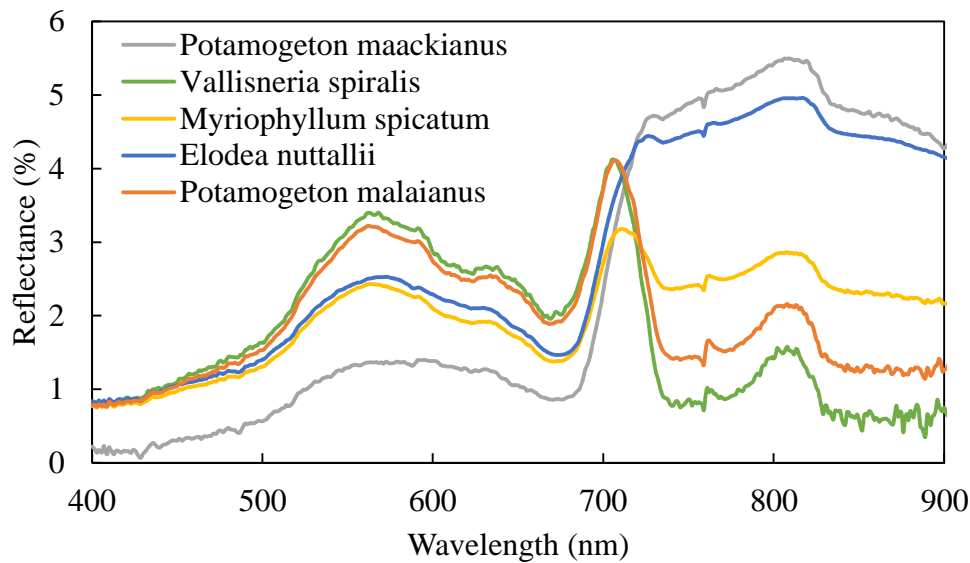 6
5
4
3
2
1
0
Reflectance (%)
Potamogeton maackianus
Vallisneria spiralis
Myriophyllum spicatum
Elodea nuttallii
Potamogeton malaianus
400 500 600 700 800 900
Wavelength (nm)